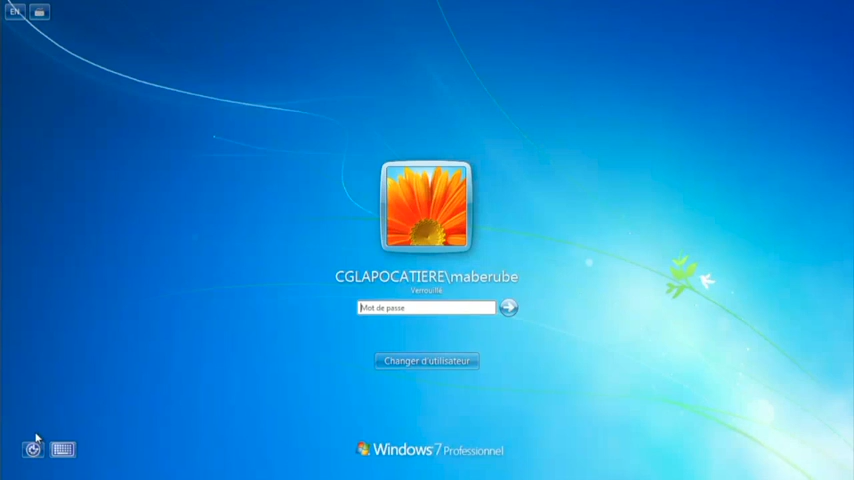 EN
CGLAPOCATIERE\maberube
Verrouillé
Mot de passe
Changer d'utilisateur
Windows 7 Professionnel